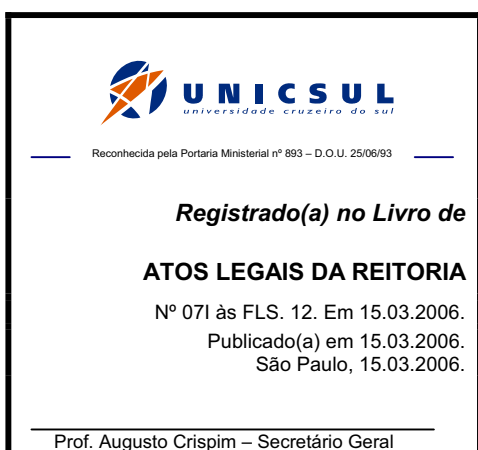 UNICSUL
universidade cruzeiro do sul
Reconhecida pela Portaria Ministerial nº 893 – D.O.U. 25/06/93
Registrado(a) no Livro de
ATOS LEGAIS DA REITORIA
Nº 07I às FLS. 12. Em 15.03.2006.
Publicado(a) em 15.03.2006.
São Paulo, 15.03.2006.
Prof. Augusto Crispim – Secretário Geral